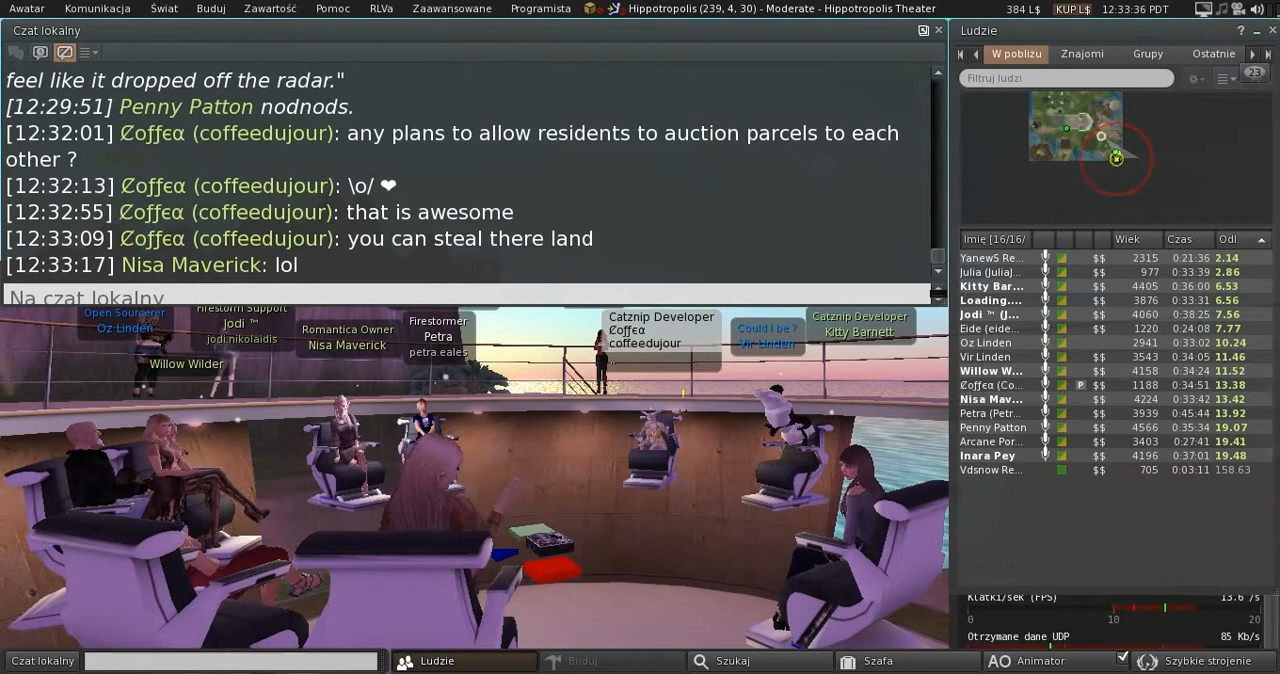 Awatar Komunikacja Świat Buduj Zawartość Pomoc RLVa Zaawansowane Programista Hippotropolis (239, 4, 30) - Moderate - Hippotropolis Theater 384 L$ KUP L$ 12:33:36 PDT
Czat lokalny
feel like it dropped off the radar."
[12:29:51] Penny Patton nodnods.
[12:32:01] Ȼoƒƒєα (coffeedujour): any plans to allow residents to auction parcels to each
other ?
[12:32:13] Ȼoƒƒєα (coffeedujour): \o/ ❤
[12:32:55] Ȼoƒƒєα (coffeedujour): that is awesome
[12:33:09] Ȼoƒƒєα (coffeedujour): you can steal there land
[12:33:17] Nisa Maverick: lol
Na czat lokalny
Open Sourcerer
Oz Linden
Firestorm Support
Jodi ™
jodi.nikolaidis
Willow Wilder
Romantica Owner
Nisa Maverick
Firestormer
Petra
petra.eales
Catznip Developer
Ȼoƒƒєα
coffeedujour
Could I be ?
Vir Linden
Catznip Developer
Kitty Barnett
Ludzie
W pobliżu Znajomi Grupy Ostatnie
Filtruj ludzi 23
Imię [16/16/ Wiek Czas Odl.
YanewS Re... $$ 2315 0:21:36 2.14
Julia (JuliaJ... $$ 977 0:33:39 2.86
Kitty Bar... $$ 4405 0:36:00 6.53
Loading.... $$ 3876 0:33:31 6.56
Jodi ™ (J... $$ 4060 0:38:25 7.56
Eide (eide... $$ 1220 0:24:08 7.77
Oz Linden 2941 0:33:02 10.24
Vir Linden $$ 3543 0:34:05 11.46
Willow W... $$ 4158 0:34:24 11.52
Ȼoƒƒєα (Co... P $$ 1188 0:34:51 13.38
Nisa Mav... $$ 4224 0:33:42 13.42
Petra (Petr... $$ 3939 0:45:44 13.92
Penny Patton $$ 4566 0:35:34 19.07
Arcane Por... $$ 3403 0:27:41 19.41
Inara Pey $$ 4196 0:37:01 19.48
Vdsnow Re... $$ 705 0:03:11 158.63
Klatki/sek (FPS) 13.6 /s
0 10 20
Otrzymane dane UDP 85 Kb/s
Czat lokalny Ludzie Buduj Szukaj Szafa AO Animator Szybkie strojenie